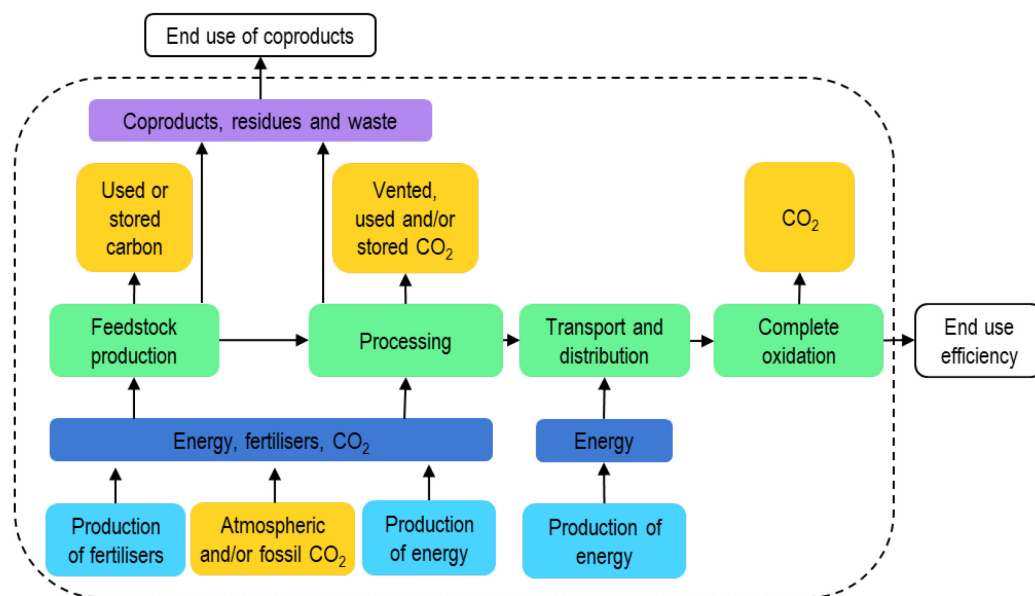 End use of coproducts
Coproducts, residues and waste
Used or
stored
carbon
Vented,
used and/or
stored CO₂
CO₂
Feedstock
production
Processing
Transport and
distribution
Complete
oxidation
End use
efficiency
Energy, fertilisers, CO₂
Energy
Production
of fertilisers
Atmospheric
and/or fossil CO₂
Production
of energy
Production of
energy